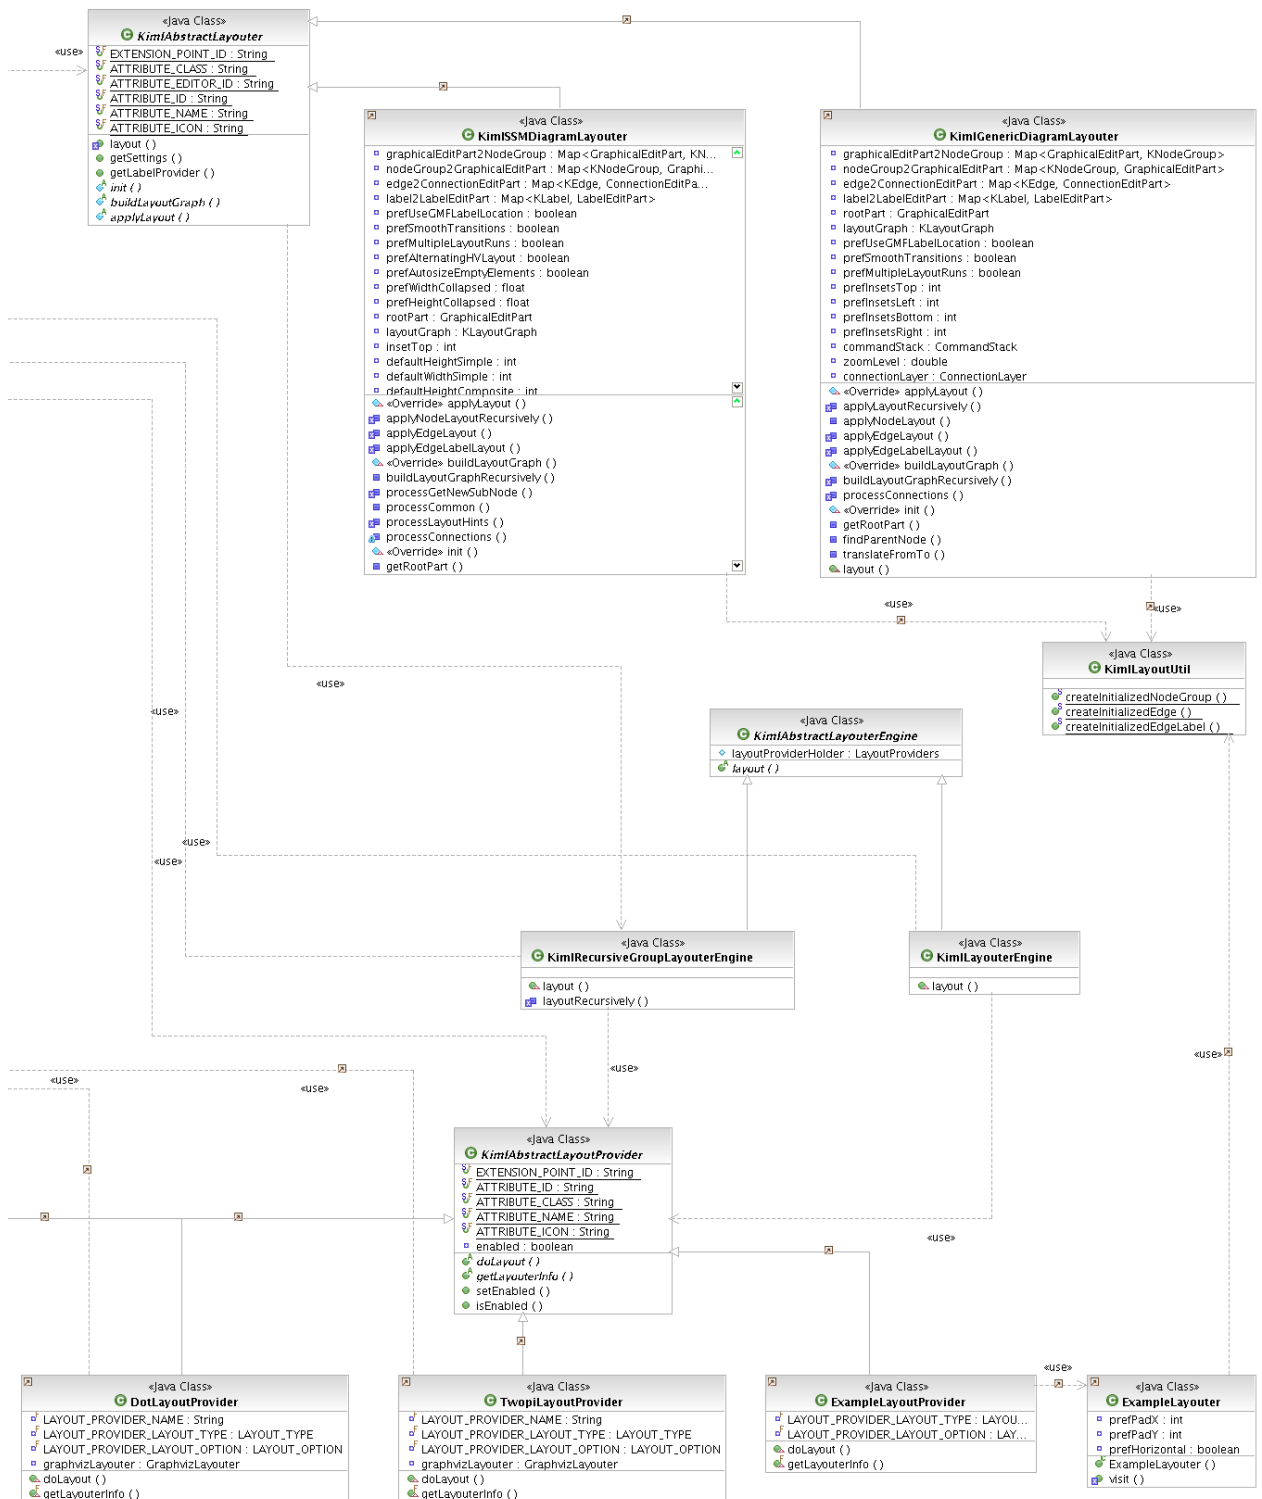 «Java Class»
KimlAbstractLayouter
EXTENSION_POINT_ID : String
ATTRIBUTE_CLASS : String
ATTRIBUTE_EDITOR_ID : String
ATTRIBUTE_ID : String
ATTRIBUTE_NAME : String
ATTRIBUTE_ICON : String
layout ( )
getSettings ( )
getLabelProvider ( )
init ( )
buildLayoutGraph ( )
applyLayout ( )
«use»
«Java Class»
KimlSSMDiagramLayouter
graphicalEditPart2NodeGroup : Map<GraphicalEditPart, KN...
nodeGroup2GraphicalEditPart : Map<KNodeGroup, Graphi...
edge2ConnectionEditPart : Map<KEdge, ConnectionEditPa...
label2LabelEditPart : Map<KLabel, LabelEditPart>
prefUseGMFLabelLocation : boolean
prefSmoothTransitions : boolean
prefMultipleLayoutRuns : boolean
prefAlternatingHVLayout : boolean
prefAutosizeEmptyElements : boolean
prefWidthCollapsed : float
prefHeightCollapsed : float
rootPart : GraphicalEditPart
layoutGraph : KLayoutGraph
insetTop : int
defaultHeightSimple : int
defaultWidthSimple : int
defaultHeightComposite : int
«Override» applyLayout ( )
applyNodeLayoutRecursively ( )
applyEdgeLayout ( )
applyEdgeLabelLayout ( )
«Override» buildLayoutGraph ( )
buildLayoutGraphRecursively ( )
processGetNewSubNode ( )
processCommon ( )
processLayoutHints ( )
processConnections ( )
«Override» init ( )
getRootPart ( )
«Java Class»
KimlGenericDiagramLayouter
graphicalEditPart2NodeGroup : Map<GraphicalEditPart, KNodeGroup>
nodeGroup2GraphicalEditPart : Map<KNodeGroup, GraphicalEditPart>
edge2ConnectionEditPart : Map<KEdge, ConnectionEditPart>
label2LabelEditPart : Map<KLabel, LabelEditPart>
rootPart : GraphicalEditPart
layoutGraph : KLayoutGraph
prefUseGMFLabelLocation : boolean
prefSmoothTransitions : boolean
prefMultipleLayoutRuns : boolean
prefInsetsTop : int
prefInsetsLeft : int
prefInsetsBottom : int
prefInsetsRight : int
commandStack : CommandStack
zoomLevel : double
connectionLayer : ConnectionLayer
«Override» applyLayout ( )
applyLayoutRecursively ( )
applyNodeLayout ( )
applyEdgeLayout ( )
applyEdgeLabelLayout ( )
«Override» buildLayoutGraph ( )
buildLayoutGraphRecursively ( )
processConnections ( )
«Override» init ( )
getRootPart ( )
findParentNode ( )
translateFromTo ( )
layout ( )
«use»
«use»
«Java Class»
KimlLayoutUtil
createInitializedNodeGroup ( )
createInitializedEdge ( )
createInitializedEdgeLabel ( )
«use»
«use»
«Java Class»
KimlAbstractLayouterEngine
layoutProviderHolder : LayoutProviders
layout ( )
«use»
«use»
«Java Class»
KimlRecursiveGroupLayouterEngine
layout ( )
layoutRecursively ( )
«Java Class»
KimlLayouterEngine
layout ( )
«use»
«use»
«use»
«use»
«Java Class»
KimlAbstractLayoutProvider
EXTENSION_POINT_ID : String
ATTRIBUTE_ID : String
ATTRIBUTE_CLASS : String
ATTRIBUTE_NAME : String
ATTRIBUTE_ICON : String
enabled : boolean
doLayout ( )
getLayouterInfo ( )
setEnabled ( )
isEnabled ( )
«use»
«Java Class»
DotLayoutProvider
LAYOUT_PROVIDER_NAME : String
LAYOUT_PROVIDER_LAYOUT_TYPE : LAYOUT_TYPE
LAYOUT_PROVIDER_LAYOUT_OPTION : LAYOUT_OPTION
graphvizLayouter : GraphvizLayouter
doLayout ( )
getLayouterInfo ( )
«Java Class»
TwopiLayoutProvider
LAYOUT_PROVIDER_NAME : String
LAYOUT_PROVIDER_LAYOUT_TYPE : LAYOUT_TYPE
LAYOUT_PROVIDER_LAYOUT_OPTION : LAYOUT_OPTION
graphvizLayouter : GraphvizLayouter
doLayout ( )
getLayouterInfo ( )
«Java Class»
ExampleLayoutProvider
LAYOUT_PROVIDER_LAYOUT_TYPE : LAYOU...
LAYOUT_PROVIDER_LAYOUT_OPTION : LAY...
doLayout ( )
getLayouterInfo ( )
«use»
«Java Class»
ExampleLayouter
prefPadX : int
prefPadY : int
prefHorizontal : boolean
ExampleLayouter ( )
visit ( )